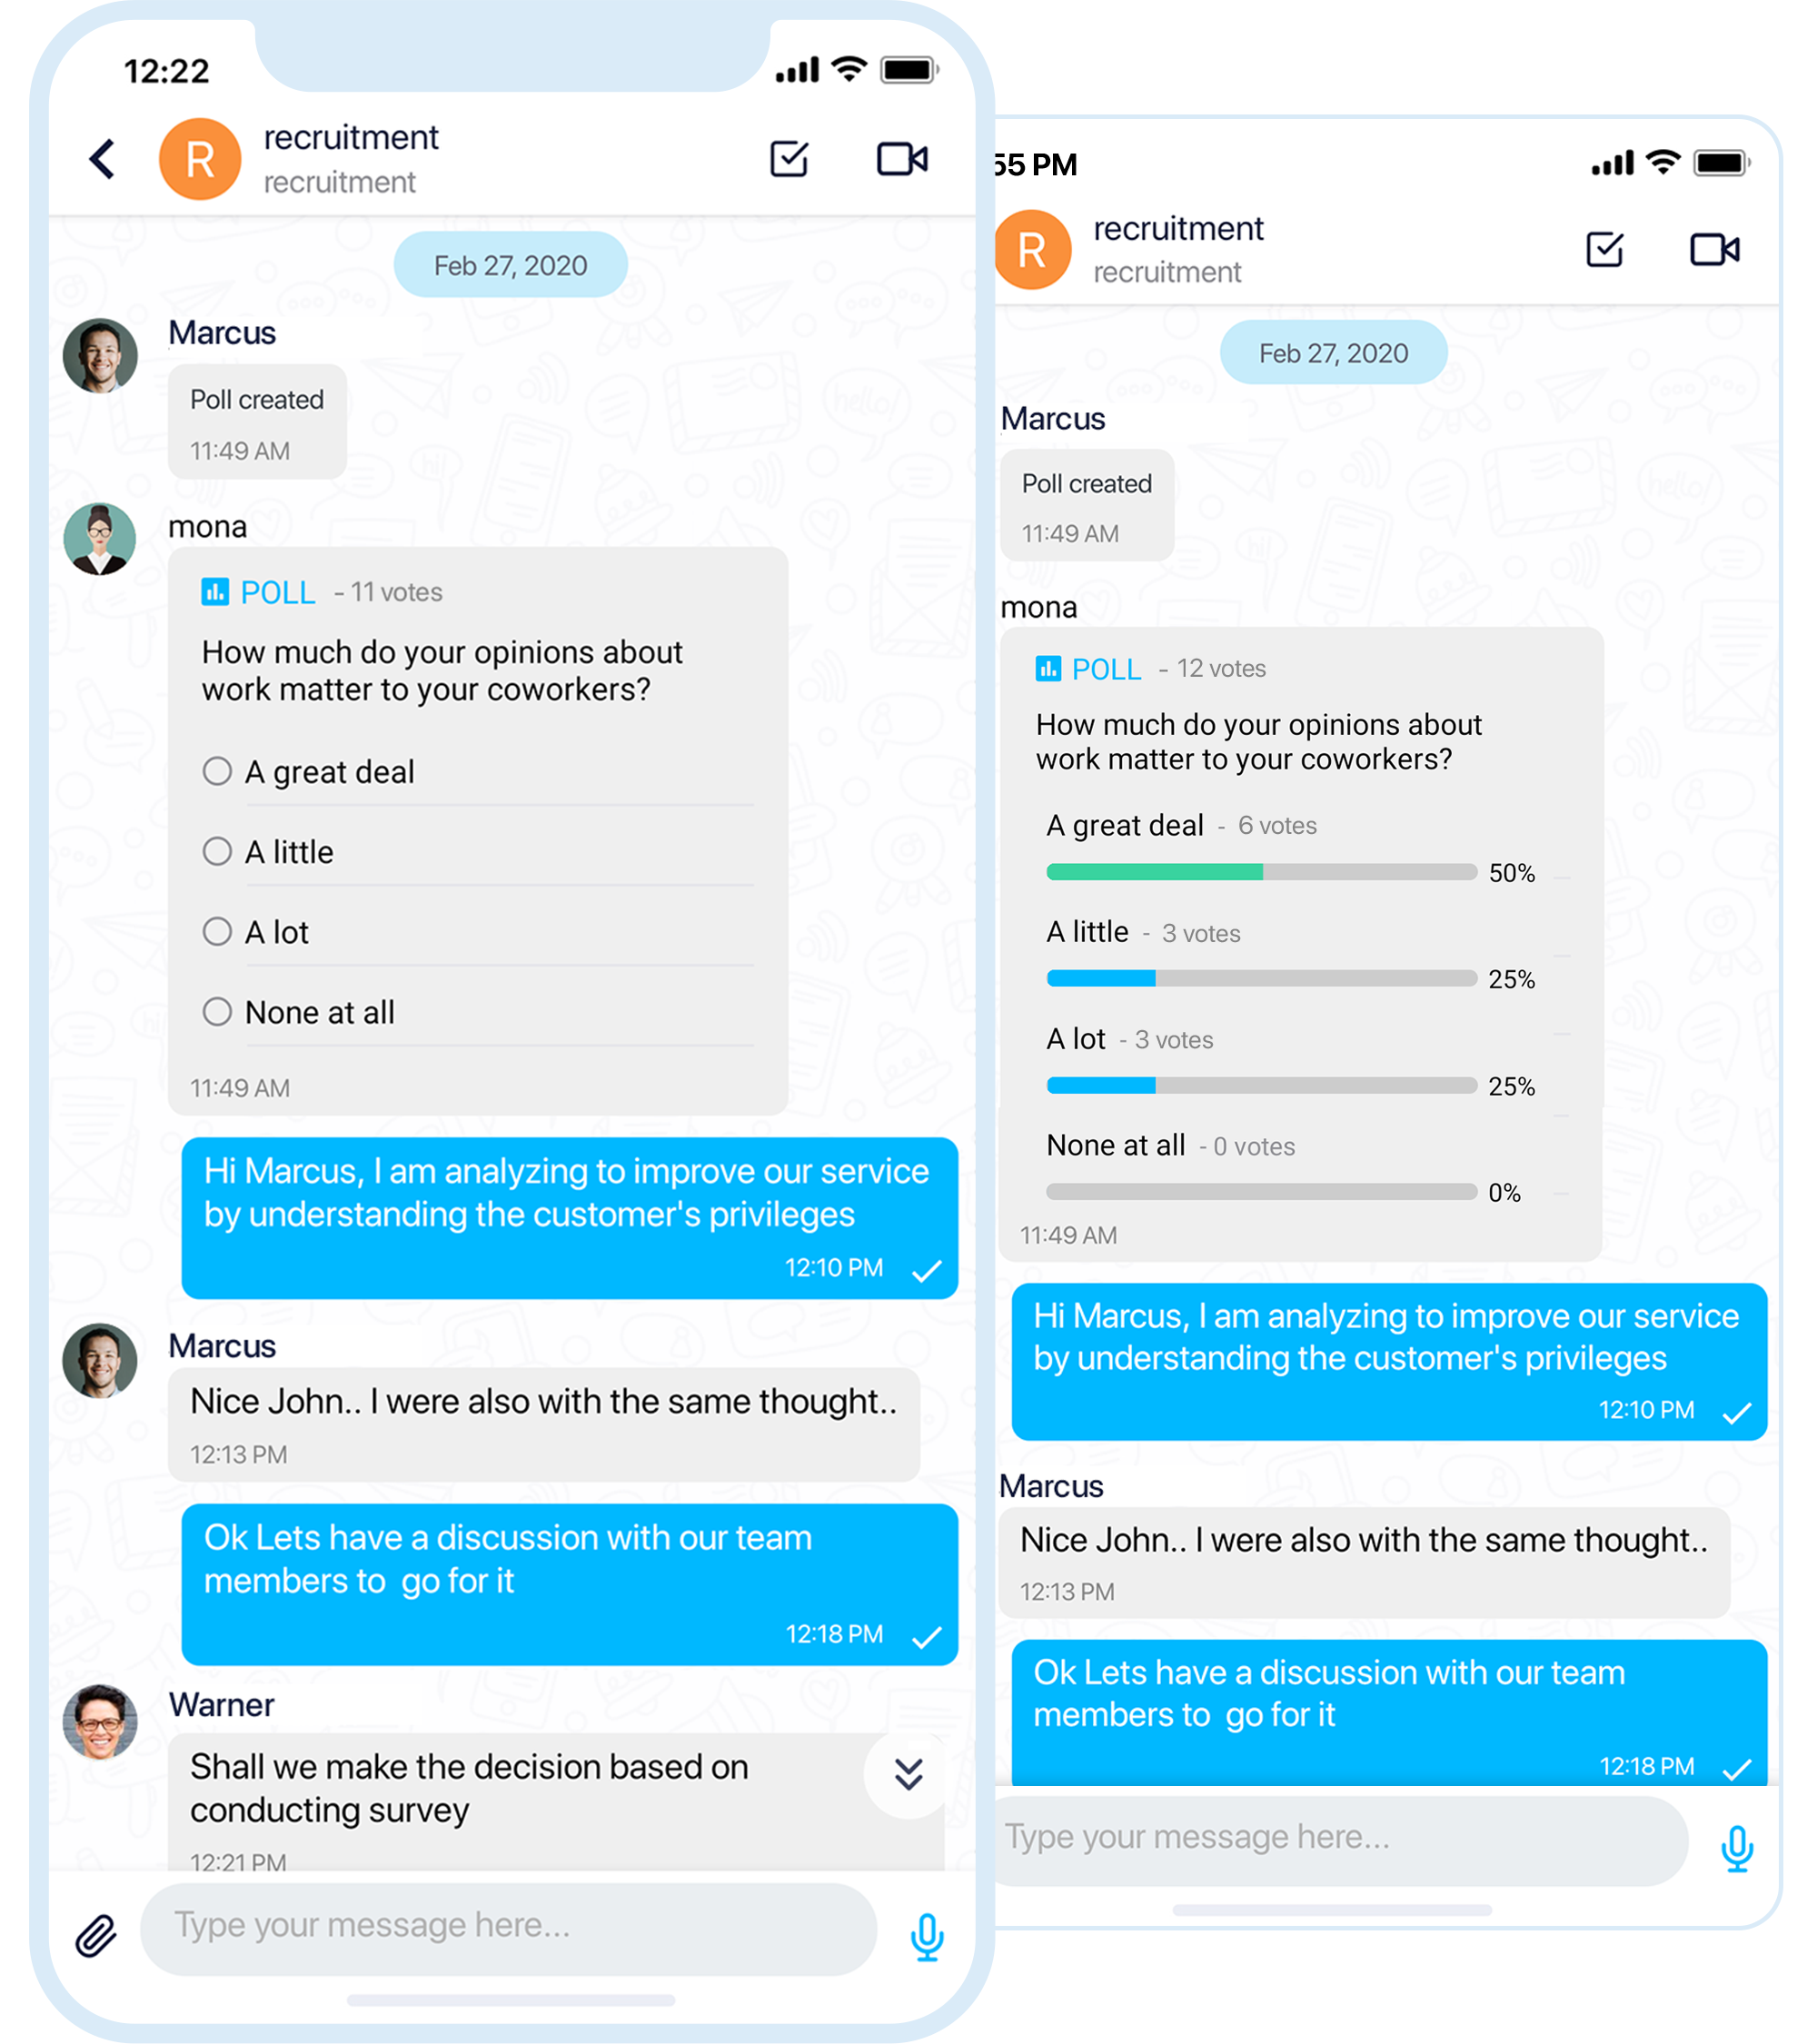 12:22
R
recruitment
recruitment
Feb 27, 2020
Marcus
Poll created
11:49 AM
mona
POLL - 11 votes
How much do your opinions about
work matter to your coworkers?
A great deal
A little
A lot
None at all
11:49 AM
Hi Marcus, I am analyzing to improve our service
by understanding the customer's privileges
12:10 PM
Marcus
Nice John.. I were also with the same thought..
12:13 PM
Ok Lets have a discussion with our team
members to  go for it
12:18 PM
Warner
Shall we make the decision based on
conducting survey
12:21 PM
Type your message here...
55 PM
R
recruitment
recruitment
Feb 27, 2020
Marcus
Poll created
11:49 AM
mona
POLL - 12 votes
How much do your opinions about
work matter to your coworkers?
A great deal - 6 votes
50%
A little - 3 votes
25%
A lot - 3 votes
25%
None at all - 0 votes
0%
11:49 AM
Hi Marcus, I am analyzing to improve our service
by understanding the customer's privileges
12:10 PM
Marcus
Nice John.. I were also with the same thought..
12:13 PM
Ok Lets have a discussion with our team
members to  go for it
12:18 PM
Type your message here...